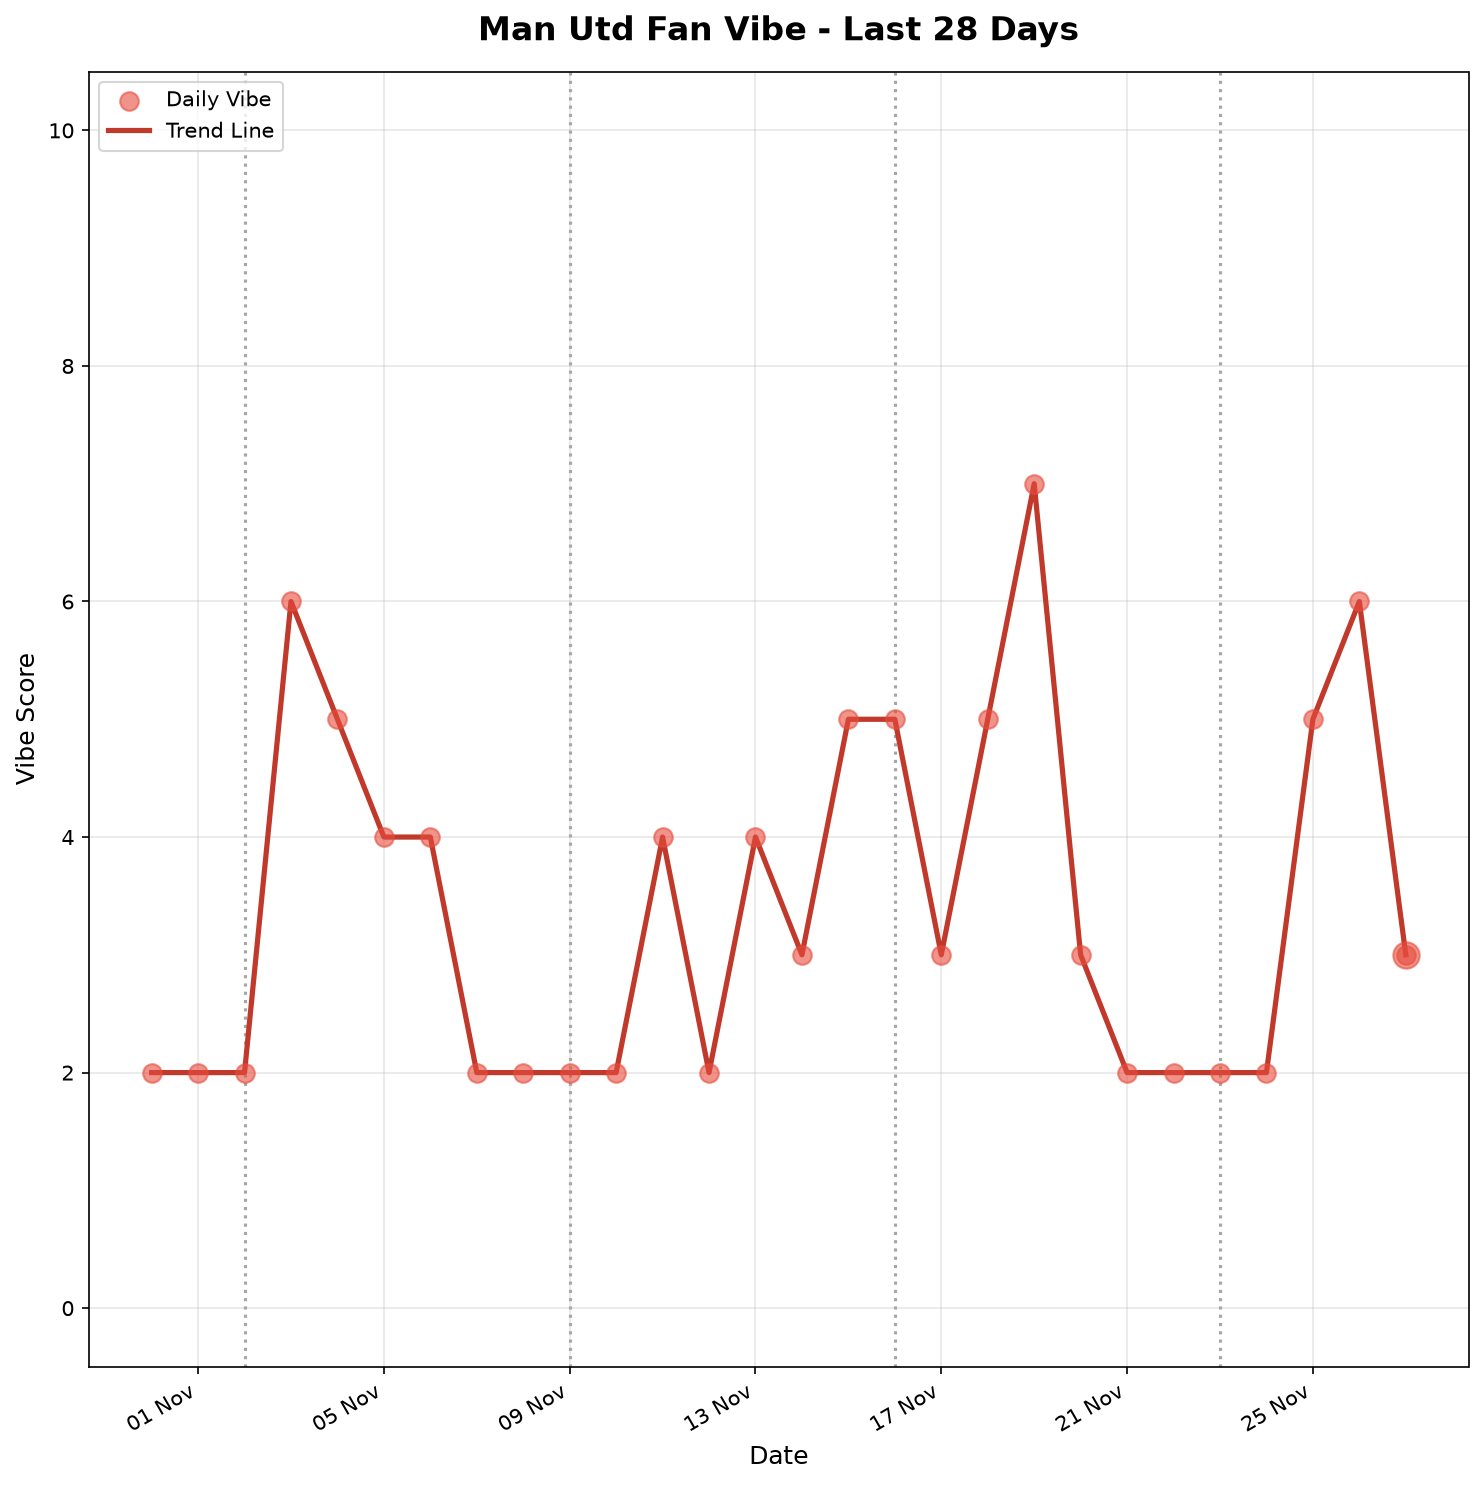 Man Utd Fan Vibe - Last 28 Days
Daily Vibe
Trend Line
10
8
6
4
2
0
Vibe Score
01 Nov
05 Nov
09 Nov
13 Nov
17 Nov
21 Nov
25 Nov
Date